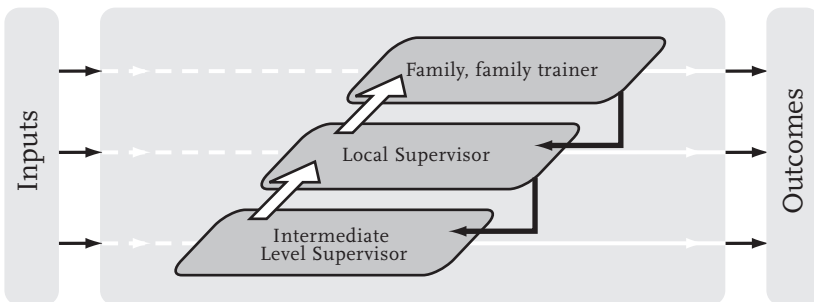 Inputs
Family, family trainer
Local Supervisor
Intermediate
Level Supervisor
Outcomes